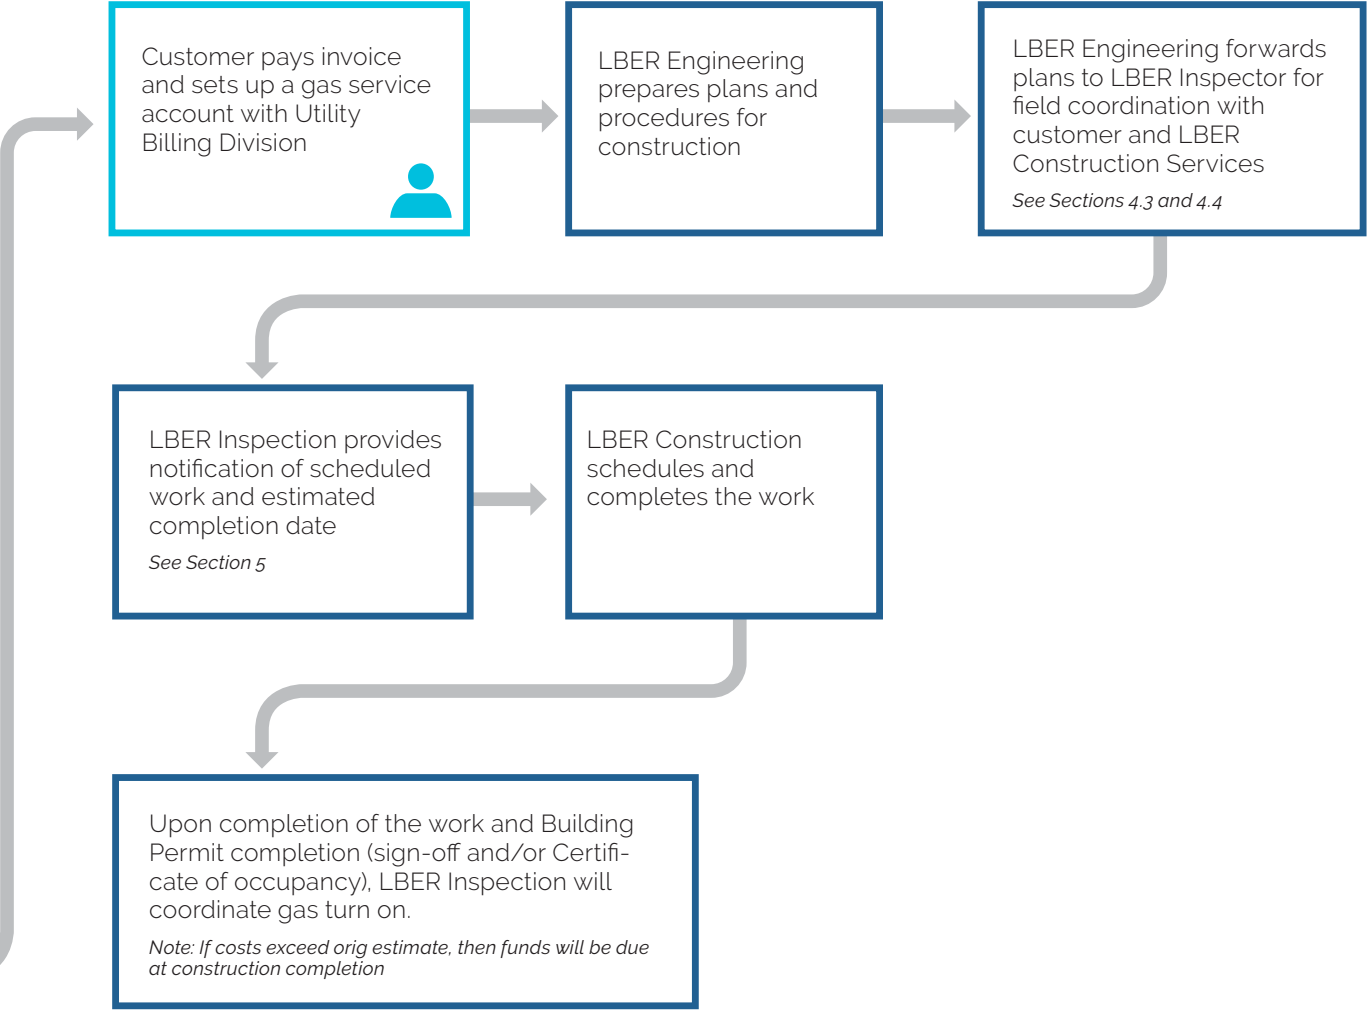 Customer pays invoice
and sets up a gas service
account with Utility
Billing Division
LBER Engineering
prepares plans and
procedures for
construction
LBER Engineering forwards
plans to LBER Inspector for
field coordination with
customer and LBER
Construction Services
See Sections 4.3 and 4.4
LBER Inspection provides
notification of scheduled
work and estimated
completion date
See Section 5
LBER Construction
schedules and
completes the work
Upon completion of the work and Building
Permit completion (sign-off and/or Certifi-
cate of occupancy), LBER Inspection will
coordinate gas turn on.
Note: If costs exceed orig estimate, then funds will be due
at construction completion